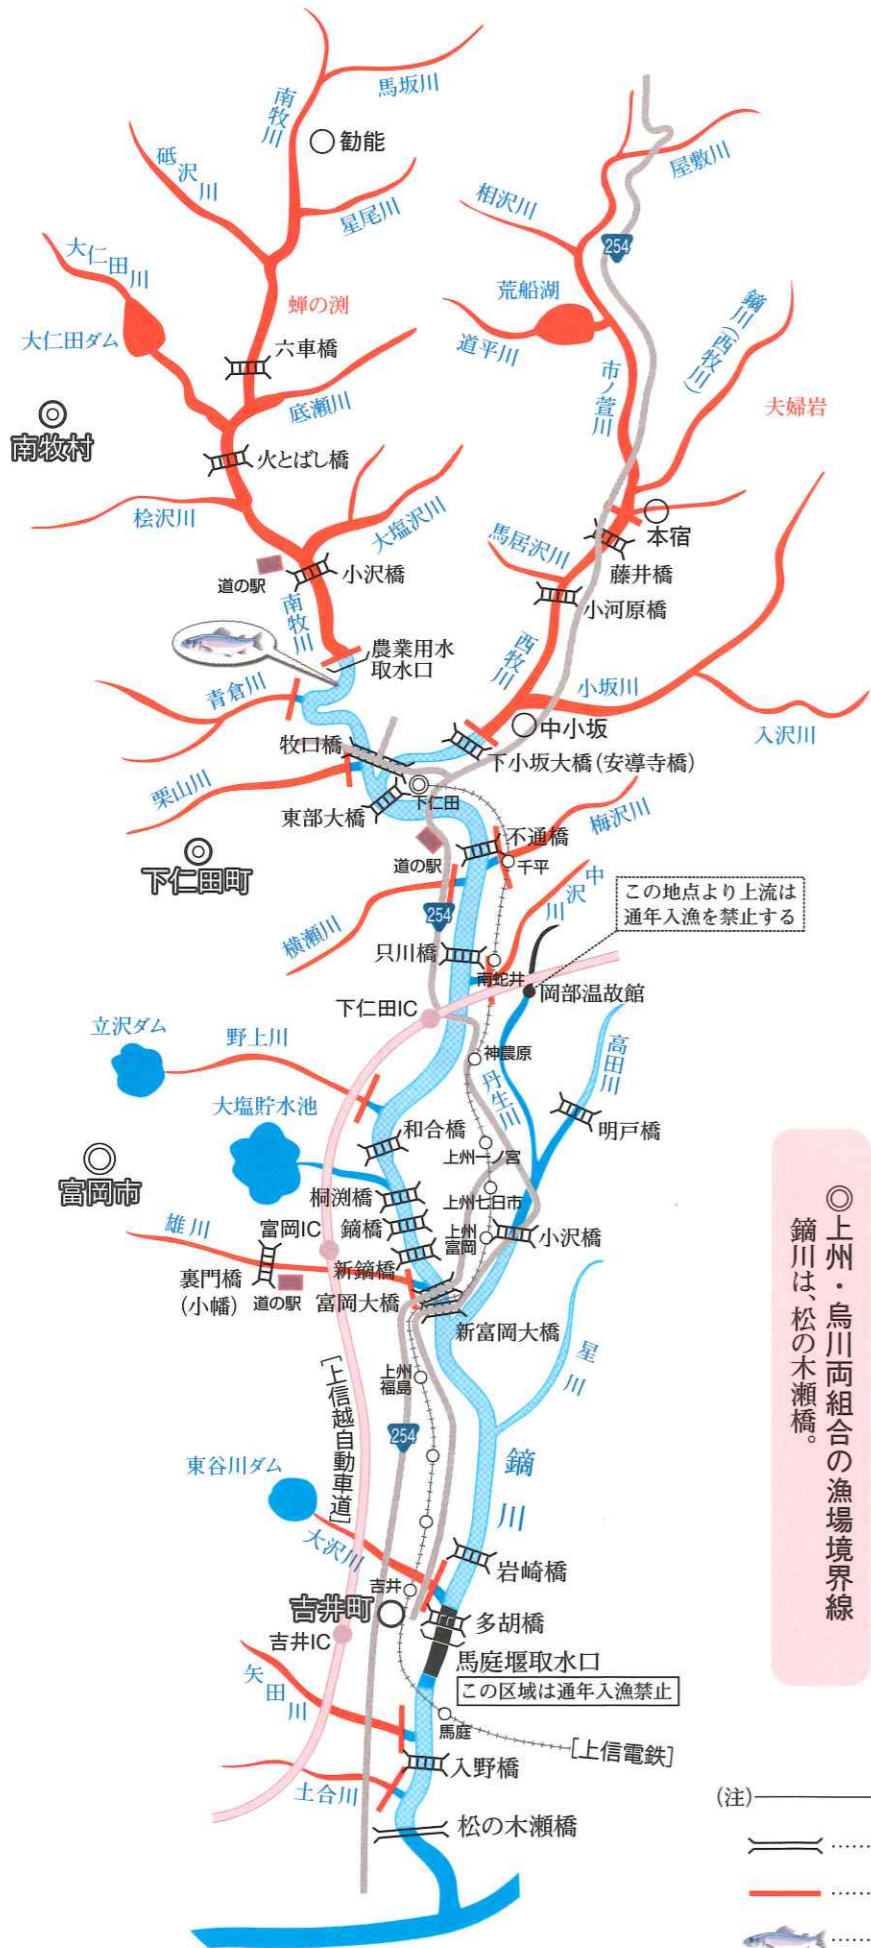 馬坂川
南牧川
勧能
砥沢川
星尾川
屋敷川
相沢川
254
大仁田川
荒船湖
蝉の渕
鏑川(西牧川)
大仁田ダム
六車橋
道平川
市ノ萱川
底瀬川
夫婦岩
南牧村
火とばし橋
桧沢川
大塩沢川
本宿
馬居沢川
藤井橋
道の駅
小沢橋
小河原橋
南牧川
農業用水
取水口
西牧川
小坂川
青倉川
中小坂
入沢川
牧口橋
下小坂大橋(安導寺橋)
栗山川
下仁田
東部大橋
梅沢川
不通橋
道の駅
千平
下仁田町
中沢川
この地点より上流は
通年入漁を禁止する
254
横瀬川
只川橋
南蛇井
岡部温故館
下仁田IC
立沢ダム
野上川
神農原
高田川
丹生川
大塩貯水池
明戸橋
和合橋
上州一ノ宮
富岡市
桐渕橋
上州七日市
雄川
富岡IC
鏑橋
上州
富岡
小沢橋
新鏑橋
裏門橋
(小幡)
道の駅
富岡大橋
新富岡大橋
◎上州・烏川両組合の漁場境界線
鏑川は、松の木瀬橋。
星川
[上信越自動車道]
上州
福島
254
鏑川
東谷川ダム
大沢川
岩崎橋
吉井
吉井町
多胡橋
吉井IC
馬庭堰取水口
この区域は通年入漁禁止
矢田川
馬庭
[上信電鉄]
入野橋
土合川
(注)
松の木瀬橋